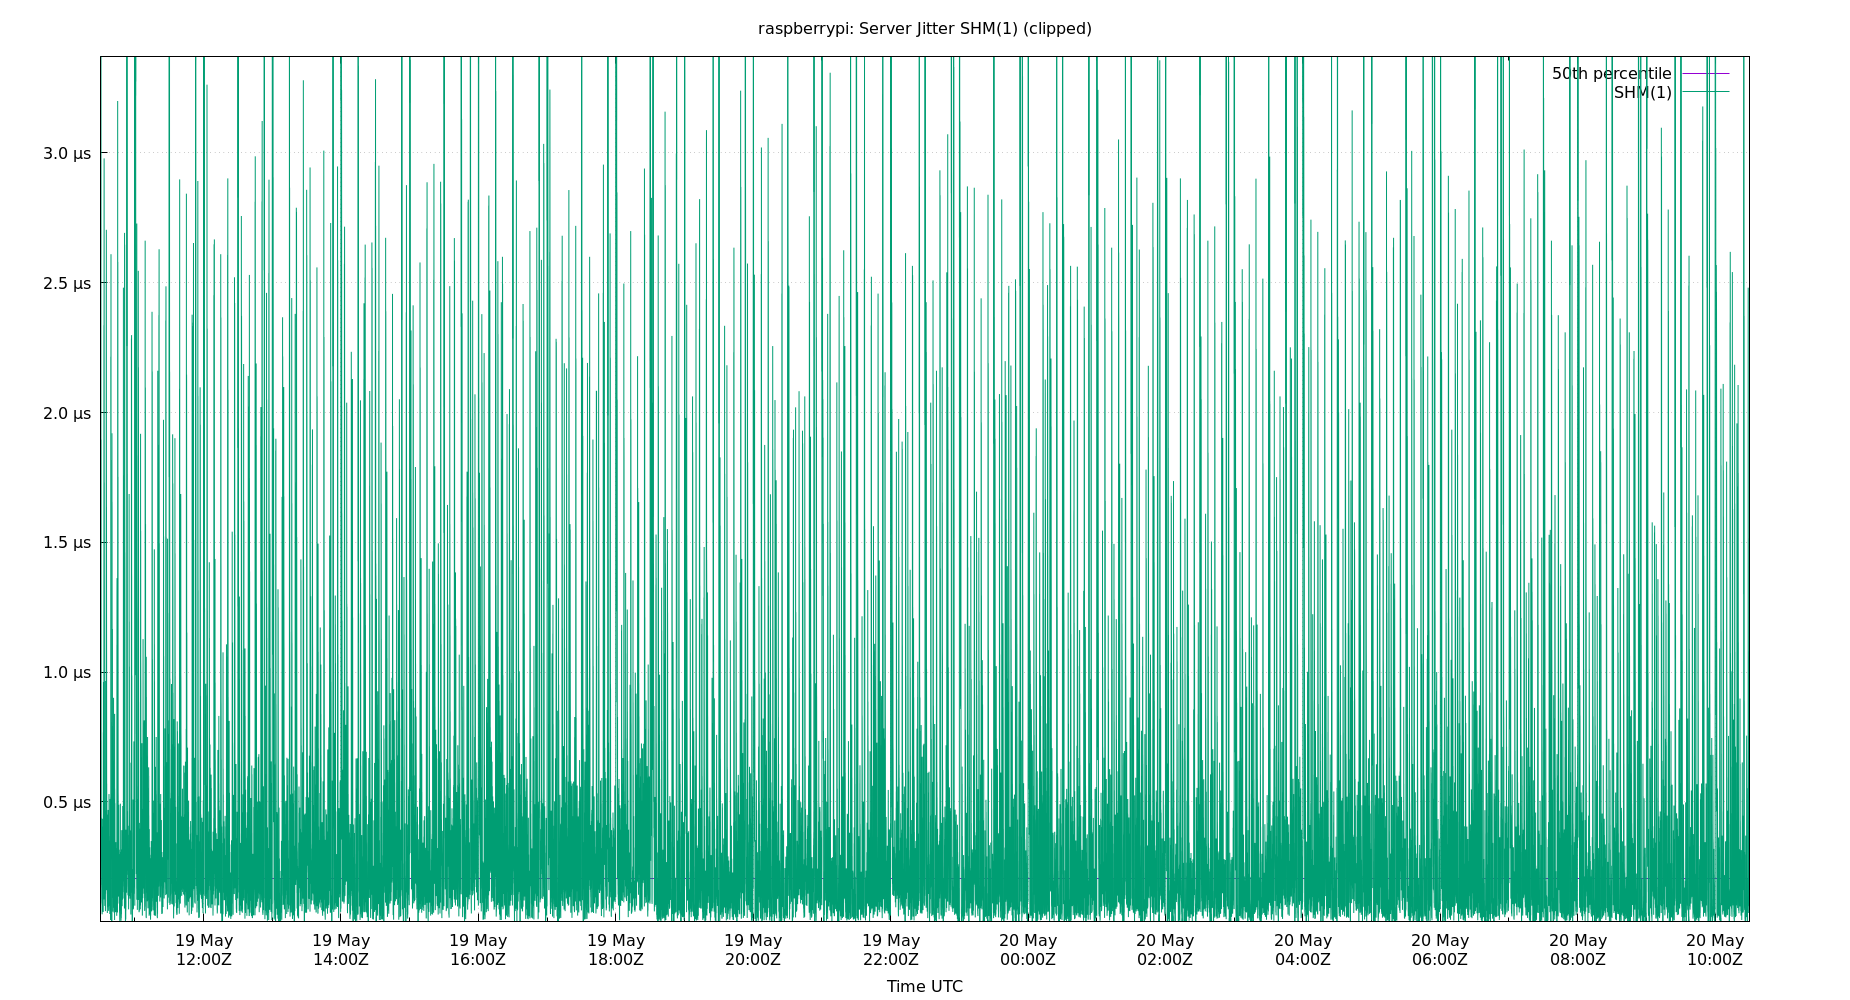 raspberrypi: Server Jitter SHM(1) (clipped)
50th percentile
SHM(1)
3.0 µs
2.5 µs
2.0 µs
1.5 µs
1.0 µs
0.5 µs
19 May 19 May 19 May 19 May 19 May 19 May 20 May 20 May 20 May 20 May 20 May 20 May
12:00Z 14:00Z 16:00Z 18:00Z 20:00Z 22:00Z 00:00Z 02:00Z 04:00Z 06:00Z 08:00Z 10:00Z
Time UTC